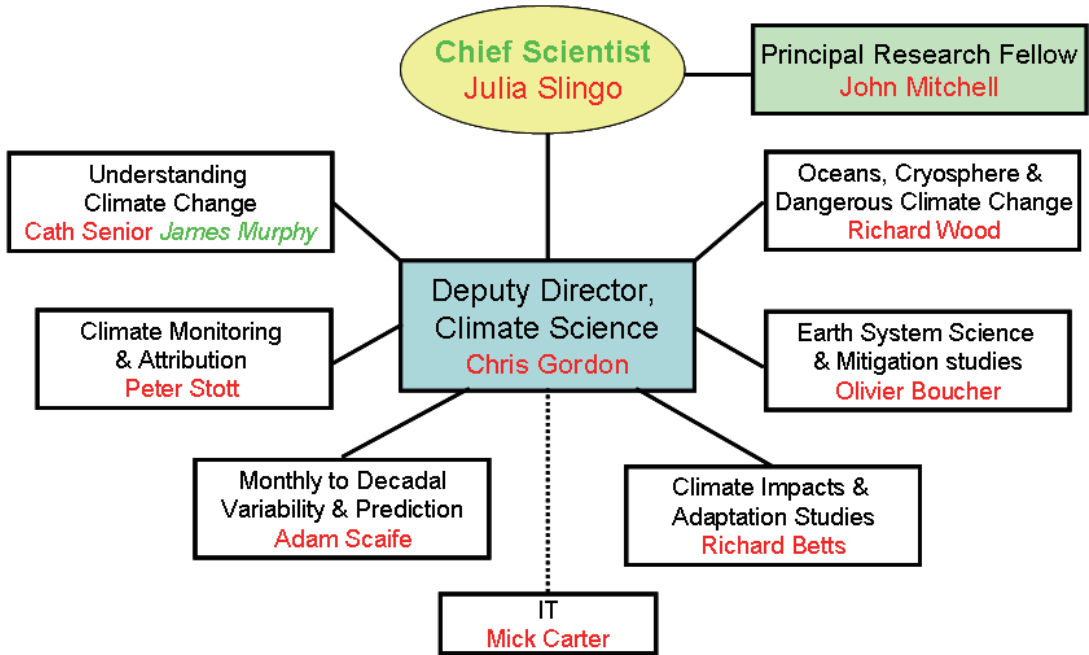 Chief Scientist
Julia Slingo
Principal Research Fellow
John Mitchell
Understanding
Climate Change
Cath Senior James Murphy
Oceans, Cryosphere &
Dangerous Climate Change
Richard Wood
Deputy Director,
Climate Science
Chris Gordon
Climate Monitoring
& Attribution
Peter Stott
Earth System Science
& Mitigation studies
Olivier Boucher
Monthly to Decadal
Variability & Prediction
Adam Scaife
Climate Impacts &
Adaptation Studies
Richard Betts
IT
Mick Carter